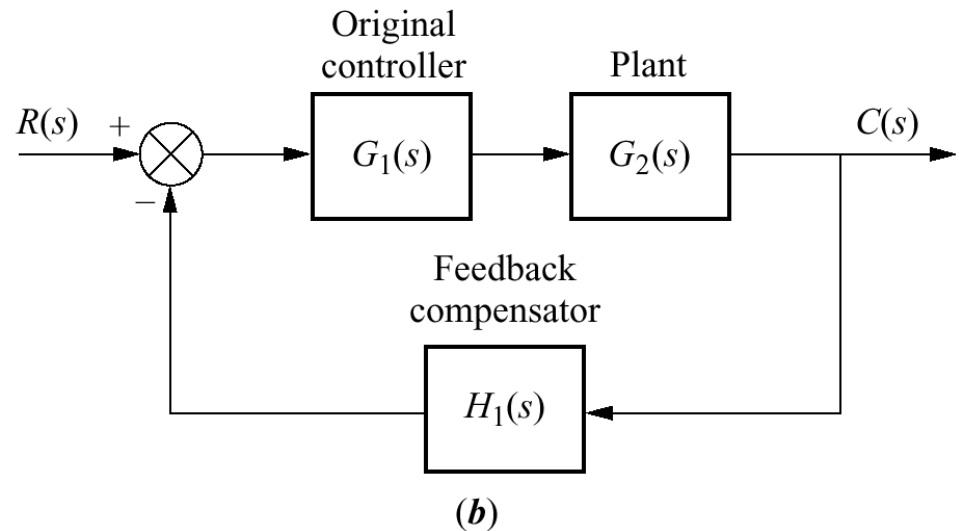 Original
controller
Plant
R(s)
+
G₁(s)
G₂(s)
C(s)
−
Feedback
compensator
H₁(s)
(b)